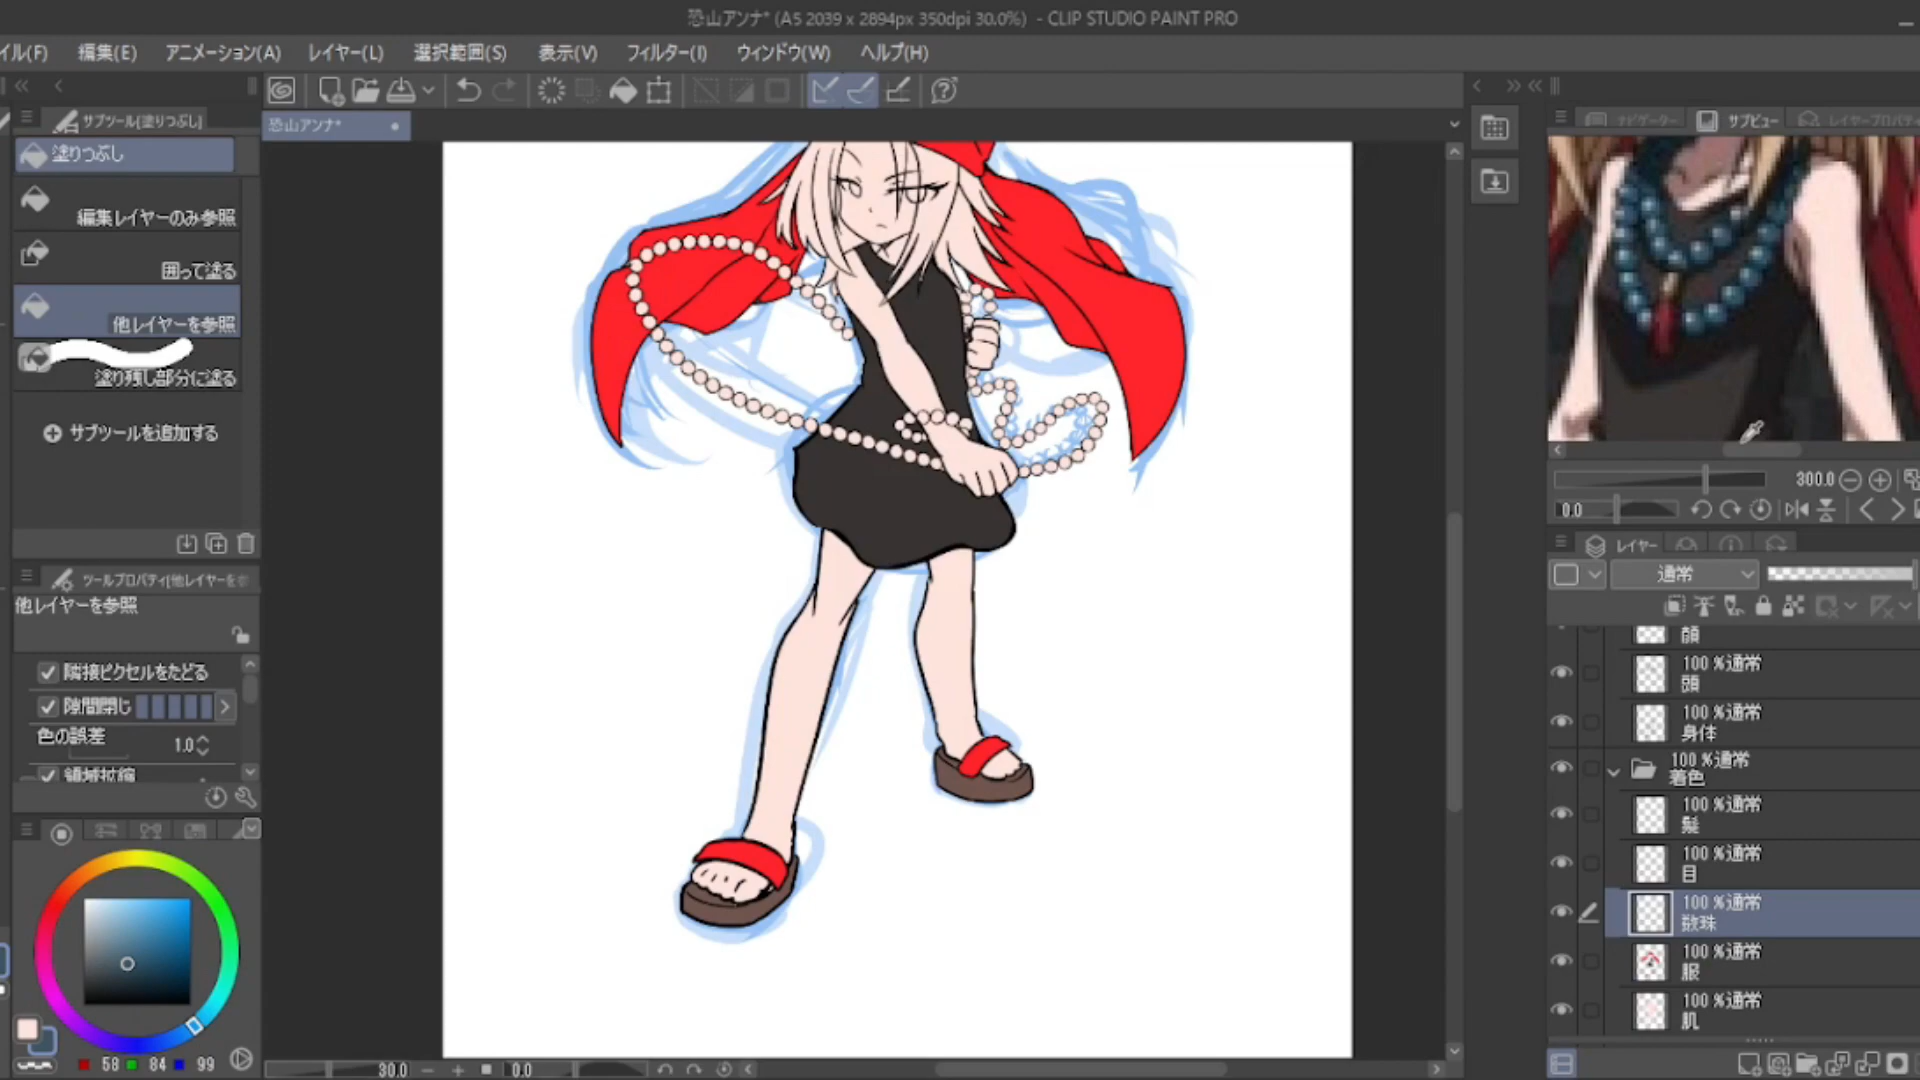 恐山アンナ* (A5 2039 x 2894px 350dpi 30.0%) - CLIP STUDIO PAINT PRO
イル(F) 編集(E) アニメーション(A) レイヤー(L) 選択範囲(S) 表示(V) フィルター(I) ウィンドウ(W) ヘルプ(H)
サブツール[塗りつぶし]
恐山アンナ*
ナビゲーター サブビュー レイヤープロパティ
塗りつぶし
編集レイヤーのみ参照
囲って塗る
他レイヤーを参照
塗り残し部分に塗る
サブツールを追加する
ツールプロパティ[他レイヤーを
他レイヤーを参照
隣接ピクセルをたどる
隙間閉じ
色の誤差 1.0
領域拡縮
58 84 99
30.0 0.0
300.0
0.0
レイヤー
通常
顔
100 %通常
頭
100 %通常
身体
100 %通常
着色
100 %通常
髪
100 %通常
目
100 %通常
数珠
100 %通常
服
100 %通常
肌